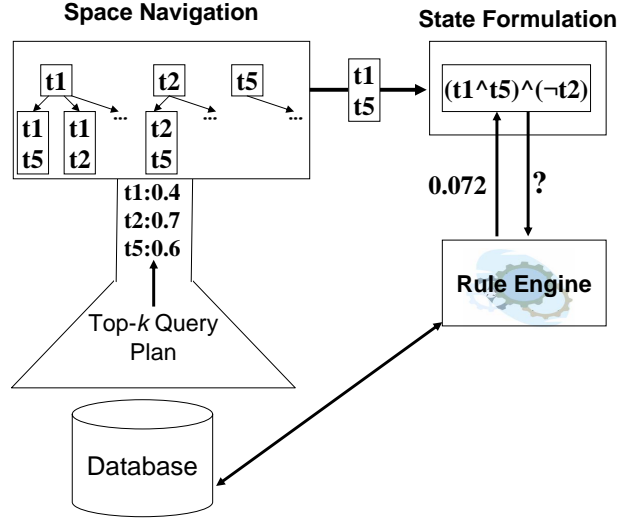 Space Navigation
State Formulation
t1
t2
t5
...
...
...
t1
t5
t1
t2
t2
t5
t1
t5
(t1^t5)^(¬t2)
t1:0.4
t2:0.7
t5:0.6
0.072
?
Top-k Query
Plan
Rule Engine
Database